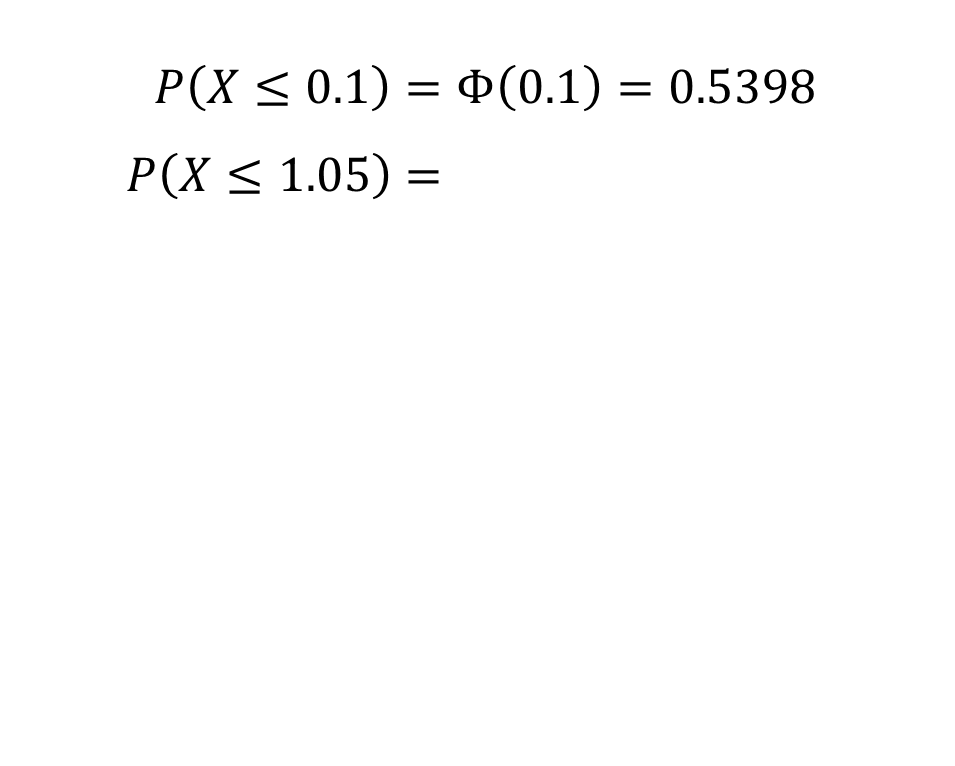 P(X ≤ 0.1) = Φ(0.1) = 0.5398
P(X ≤ 1.05) =